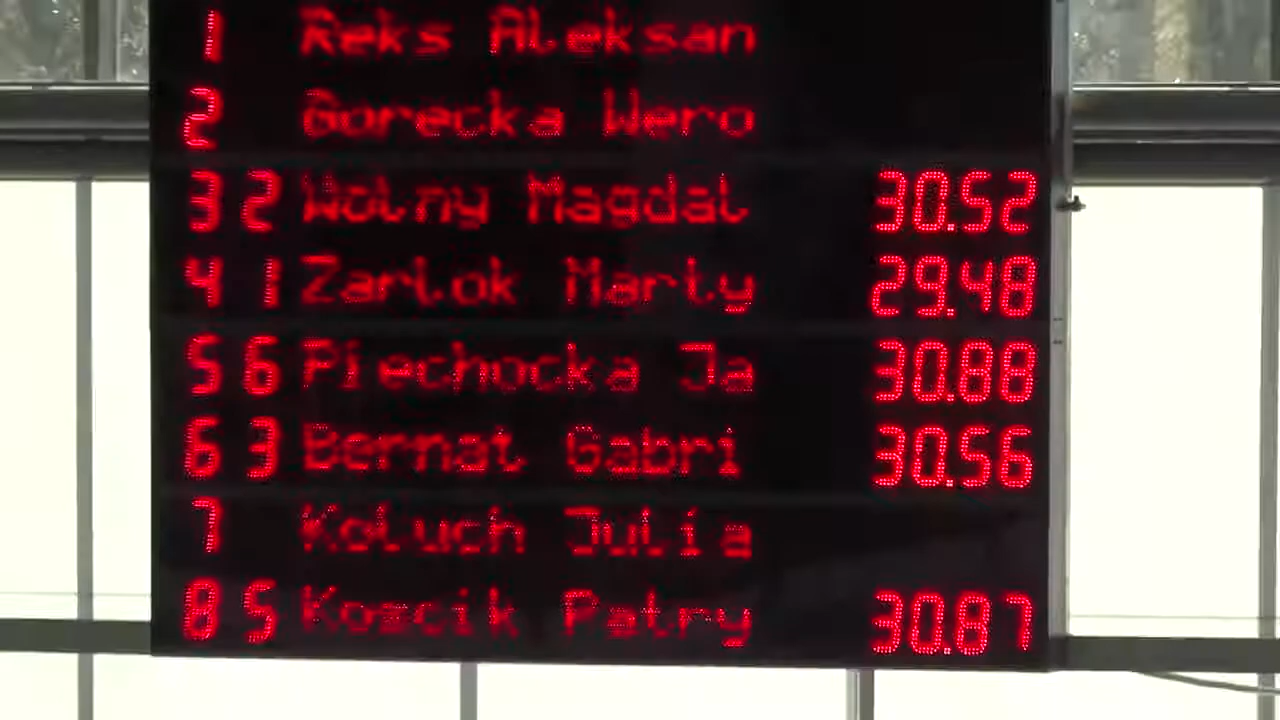 1 Reks Aleksan
2 Gorecka Wero
3 2 Wolny Magdal 30.52
4 1 Zarlok Marty 29.48
5 6 Piechocka Ja 30.88
6 3 Bernat Gabri 30.56
7 Koluch Julia
8 5 Koscik Patry 30.87